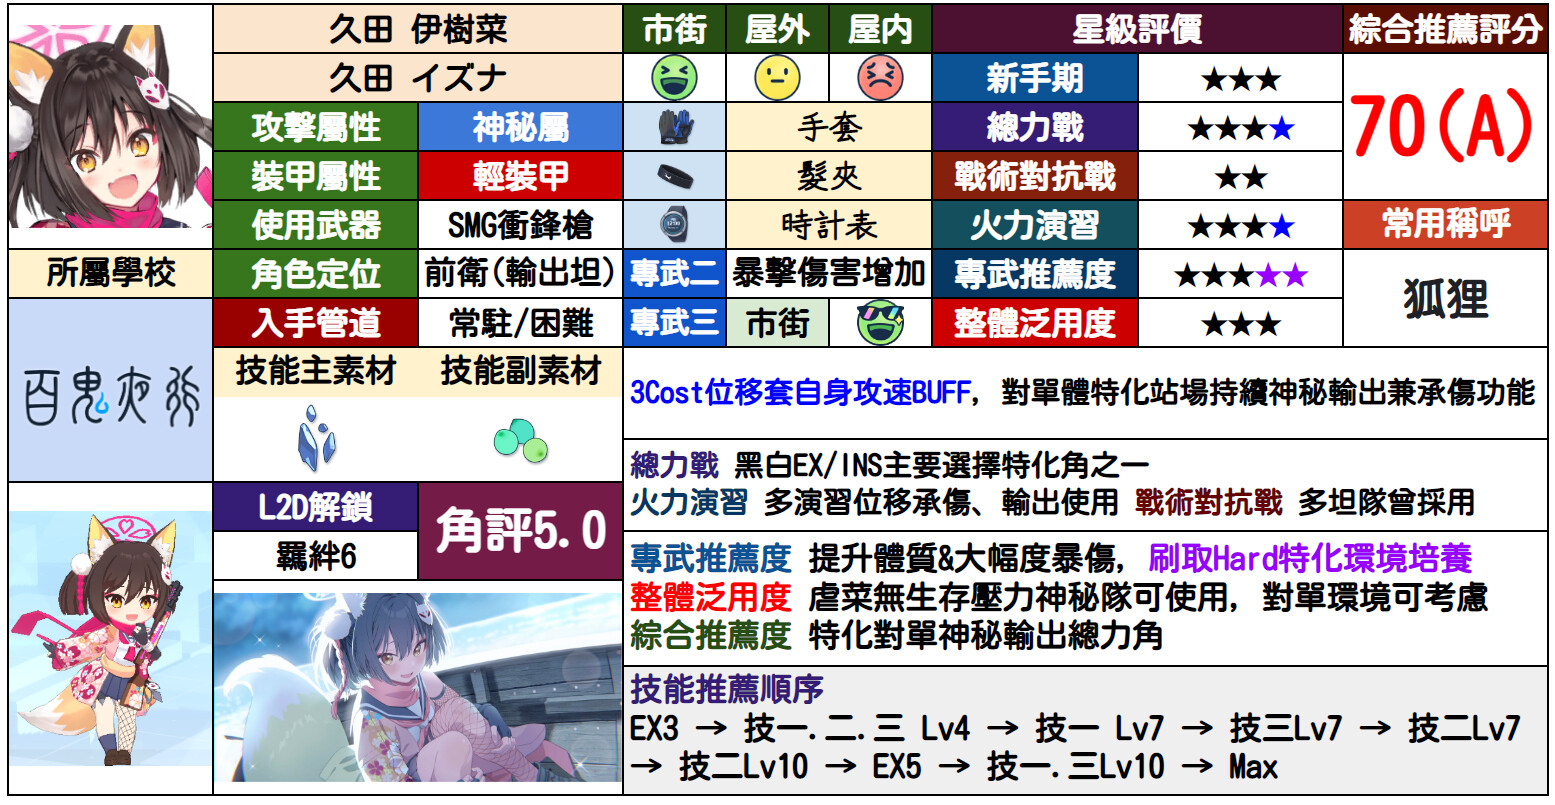 久田 伊樹菜
市街
屋外
屋内
星級評價
綜合推薦評分
久田 イズナ
新手期
★★★
70(A)
攻擊屬性
神秘屬
手套
總力戰
★★★★
裝甲屬性
輕裝甲
髮夾
戰術對抗戰
★★
使用武器
SMG衝鋒槍
時計表
火力演習
★★★★
常用稱呼
所屬學校
角色定位
前衛(輸出坦)
專武二
暴擊傷害增加
專武推薦度
★★★★★
狐狸
百鬼夜行
入手管道
常駐/困難
專武三
市街
整體泛用度
★★★
技能主素材
技能副素材
3Cost位移套自身攻速BUFF, 對單體特化站場持續神秘輸出兼承傷功能
總力戰 黑白EX/INS主要選擇特化角之一
火力演習 多演習位移承傷、輸出使用 戰術對抗戰 多坦隊曾採用
L2D解鎖
角評5.0
羈絆6
專武推薦度 提升體質&大幅度暴傷, 刷取Hard特化環境培養
整體泛用度 虐菜無生存壓力神秘隊可使用, 對單環境可考慮
綜合推薦度 特化對單神秘輸出總力角
技能推薦順序
EX3 → 技一.二.三 Lv4 → 技一 Lv7 → 技三Lv7 → 技二Lv7
→ 技二Lv10 → EX5 → 技一.三Lv10 → Max